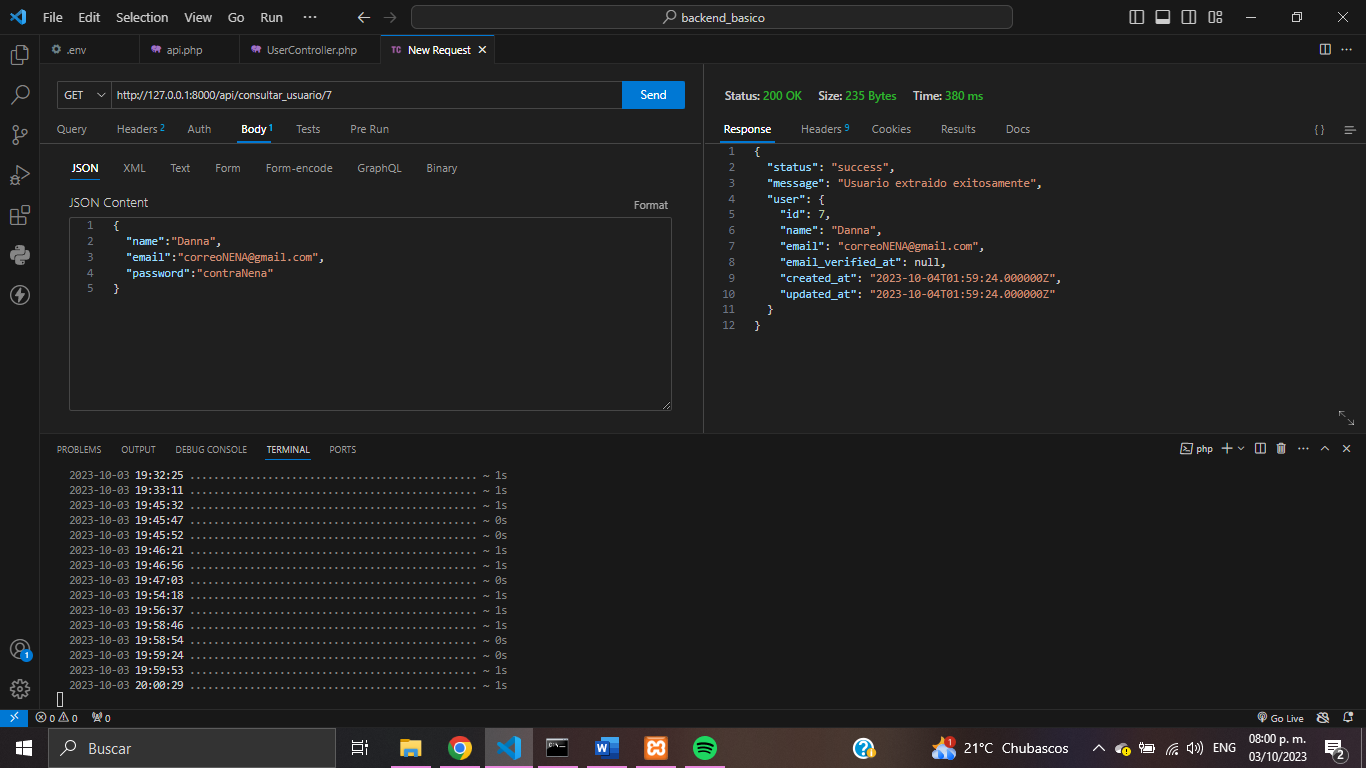 File Edit Selection View Go Run ··· backend_basico
.env api.php UserController.php TC New Request
GET http://127.0.0.1:8000/api/consultar_usuario/7 Send
Query Headers 2 Auth Body 1 Tests Pre Run
JSON XML Text Form Form-encode GraphQL Binary
JSON Content Format
1 {
2 "name":"Danna",
3 "email":"correoNENA@gmail.com",
4 "password":"contraNena"
5 }
Status: 200 OK Size: 235 Bytes Time: 380 ms
Response Headers 9 Cookies Results Docs { }
1 {
2 "status": "success",
3 "message": "Usuario extraido exitosamente",
4 "user": {
5 "id": 7,
6 "name": "Danna",
7 "email": "correoNENA@gmail.com",
8 "email_verified_at": null,
9 "created_at": "2023-10-04T01:59:24.000000Z",
10 "updated_at": "2023-10-04T01:59:24.000000Z"
11 }
12 }
PROBLEMS OUTPUT DEBUG CONSOLE TERMINAL PORTS php
2023-10-03 19:32:25 ................................................ ~ 1s
2023-10-03 19:33:11 ................................................ ~ 1s
2023-10-03 19:45:32 ................................................ ~ 1s
2023-10-03 19:45:47 ................................................ ~ 0s
2023-10-03 19:45:52 ................................................ ~ 0s
2023-10-03 19:46:21 ................................................ ~ 1s
2023-10-03 19:46:56 ................................................ ~ 1s
2023-10-03 19:47:03 ................................................ ~ 0s
2023-10-03 19:54:18 ................................................ ~ 1s
2023-10-03 19:56:37 ................................................ ~ 1s
2023-10-03 19:58:46 ................................................ ~ 1s
2023-10-03 19:58:54 ................................................ ~ 0s
2023-10-03 19:59:24 ................................................ ~ 0s
2023-10-03 19:59:53 ................................................ ~ 1s
2023-10-03 20:00:29 ................................................ ~ 1s
1
0 0 0 Go Live
Buscar 1 21°C Chubascos ENG 08:00 p. m.
03/10/2023 2